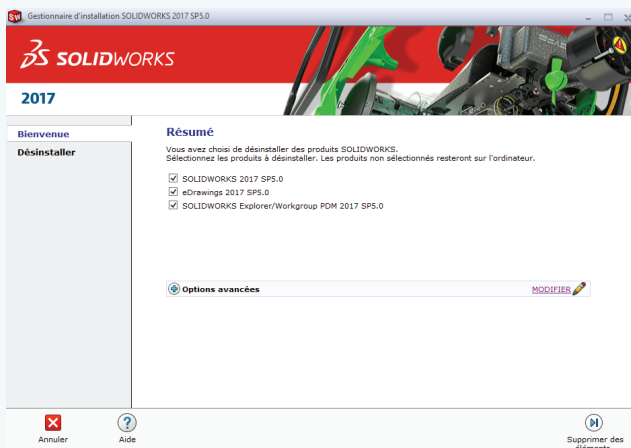 Gestionnaire d'installation SOLIDWORKS 2017 SP5.0
SOLIDWORKS
2017
Bienvenue
Désinstaller
Résumé
Vous avez choisi de désinstaller des produits SOLIDWORKS.
Sélectionnez les produits à désinstaller. Les produits non sélectionnés resteront sur l'ordinateur.
SOLIDWORKS 2017 SP5.0
eDrawings 2017 SP5.0
SOLIDWORKS Explorer/Workgroup PDM 2017 SP5.0
Options avancées
MODIFIER
Annuler
Aide
Supprimer des
éléments